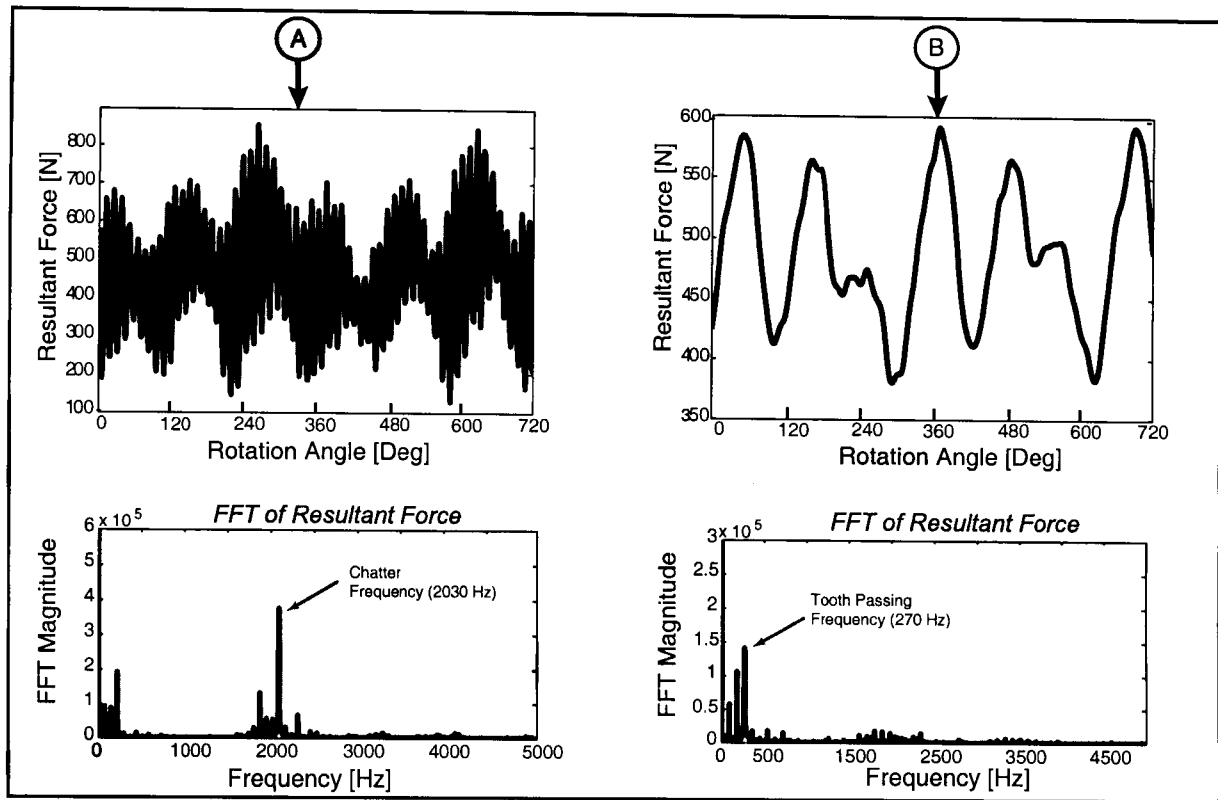 A
B
Resultant Force [N]
800
700
600
500
400
300
200
100
0 120 240 360 480 600 720
Rotation Angle [Deg]
Resultant Force [N]
600
550
500
450
400
350
0 120 240 360 480 600 720
Rotation Angle [Deg]
FFT of Resultant Force
6 x 10^5
5
4
3
2
1
0
FFT Magnitude
Chatter
Frequency (2030 Hz)
0 1000 2000 3000 4000 5000
Frequency [Hz]
FFT of Resultant Force
3 x 10^5
2.5
2
1.5
1
0.5
0
FFT Magnitude
Tooth Passing
Frequency (270 Hz)
0 500 1500 2500 3500 4500
Frequency [Hz]